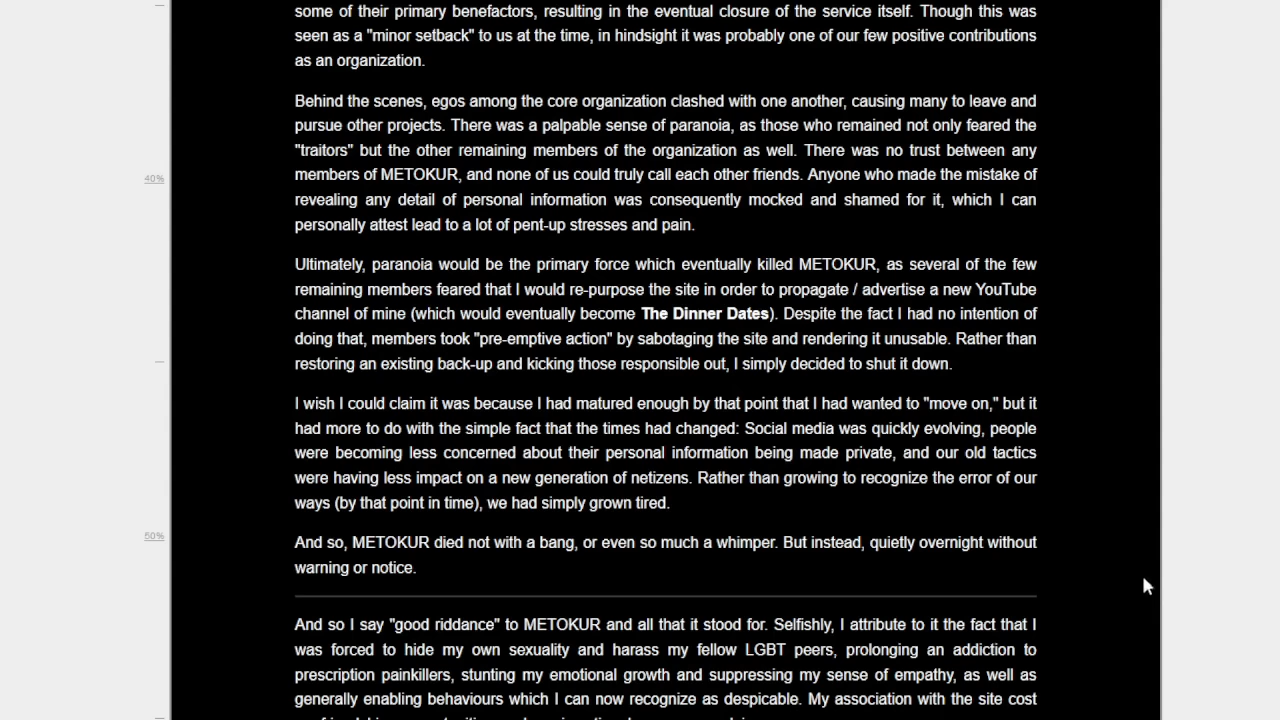 some of their primary benefactors, resulting in the eventual closure of the service itself. Though this was
seen as a "minor setback" to us at the time, in hindsight it was probably one of our few positive contributions
as an organization.
Behind the scenes, egos among the core organization clashed with one another, causing many to leave and
pursue other projects. There was a palpable sense of paranoia, as those who remained not only feared the
"traitors" but the other remaining members of the organization as well. There was no trust between any
40%
members of METOKUR, and none of us could truly call each other friends. Anyone who made the mistake of
revealing any detail of personal information was consequently mocked and shamed for it, which I can
personally attest lead to a lot of pent-up stresses and pain.
Ultimately, paranoia would be the primary force which eventually killed METOKUR, as several of the few
remaining members feared that I would re-purpose the site in order to propagate / advertise a new YouTube
channel of mine (which would eventually become The Dinner Dates). Despite the fact I had no intention of
doing that, members took "pre-emptive action" by sabotaging the site and rendering it unusable. Rather than
restoring an existing back-up and kicking those responsible out, I simply decided to shut it down.
I wish I could claim it was because I had matured enough by that point that I had wanted to "move on," but it
had more to do with the simple fact that the times had changed: Social media was quickly evolving, people
were becoming less concerned about their personal information being made private, and our old tactics
were having less impact on a new generation of netizens. Rather than growing to recognize the error of our
ways (by that point in time), we had simply grown tired.
50%
And so, METOKUR died not with a bang, or even so much a whimper. But instead, quietly overnight without
warning or notice.
And so I say "good riddance" to METOKUR and all that it stood for. Selfishly, I attribute to it the fact that I
was forced to hide my own sexuality and harass my fellow LGBT peers, prolonging an addiction to
prescription painkillers, stunting my emotional growth and suppressing my sense of empathy, as well as
generally enabling behaviours which I can now recognize as despicable. My association with the site cost